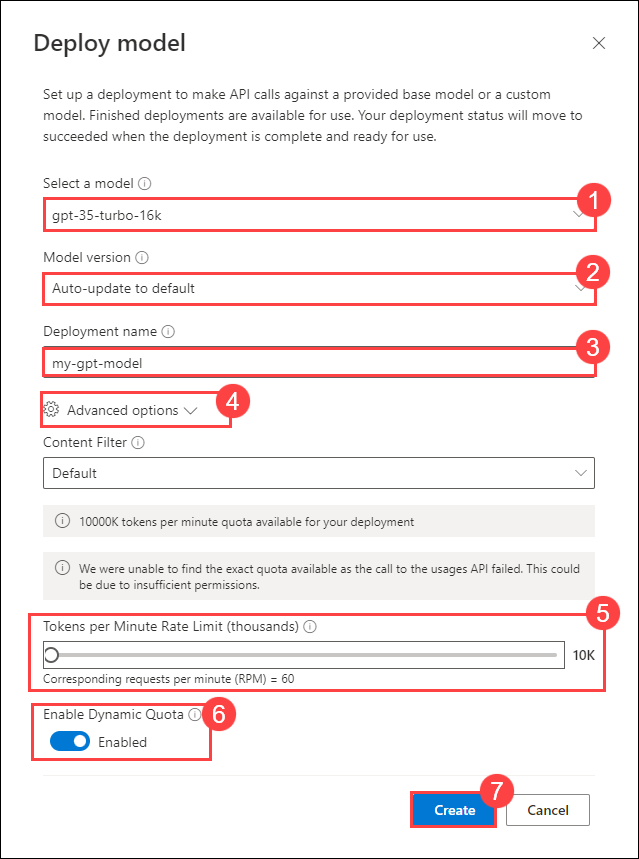 Deploy model
Set up a deployment to make API calls against a provided base model or a custom
model. Finished deployments are available for use. Your deployment status will move to
succeeded when the deployment is complete and ready for use.
Select a model
1
gpt-35-turbo-16k
Model version
2
Auto-update to default
Deployment name
3
my-gpt-model
4
Advanced options
Content Filter
Default
10000K tokens per minute quota available for your deployment
We were unable to find the exact quota available as the call to the usages API failed. This could
be due to insufficient permissions.
5
Tokens per Minute Rate Limit (thousands)
10K
Corresponding requests per minute (RPM) = 60
Enable Dynamic Quota
6
Enabled
7
Create
Cancel